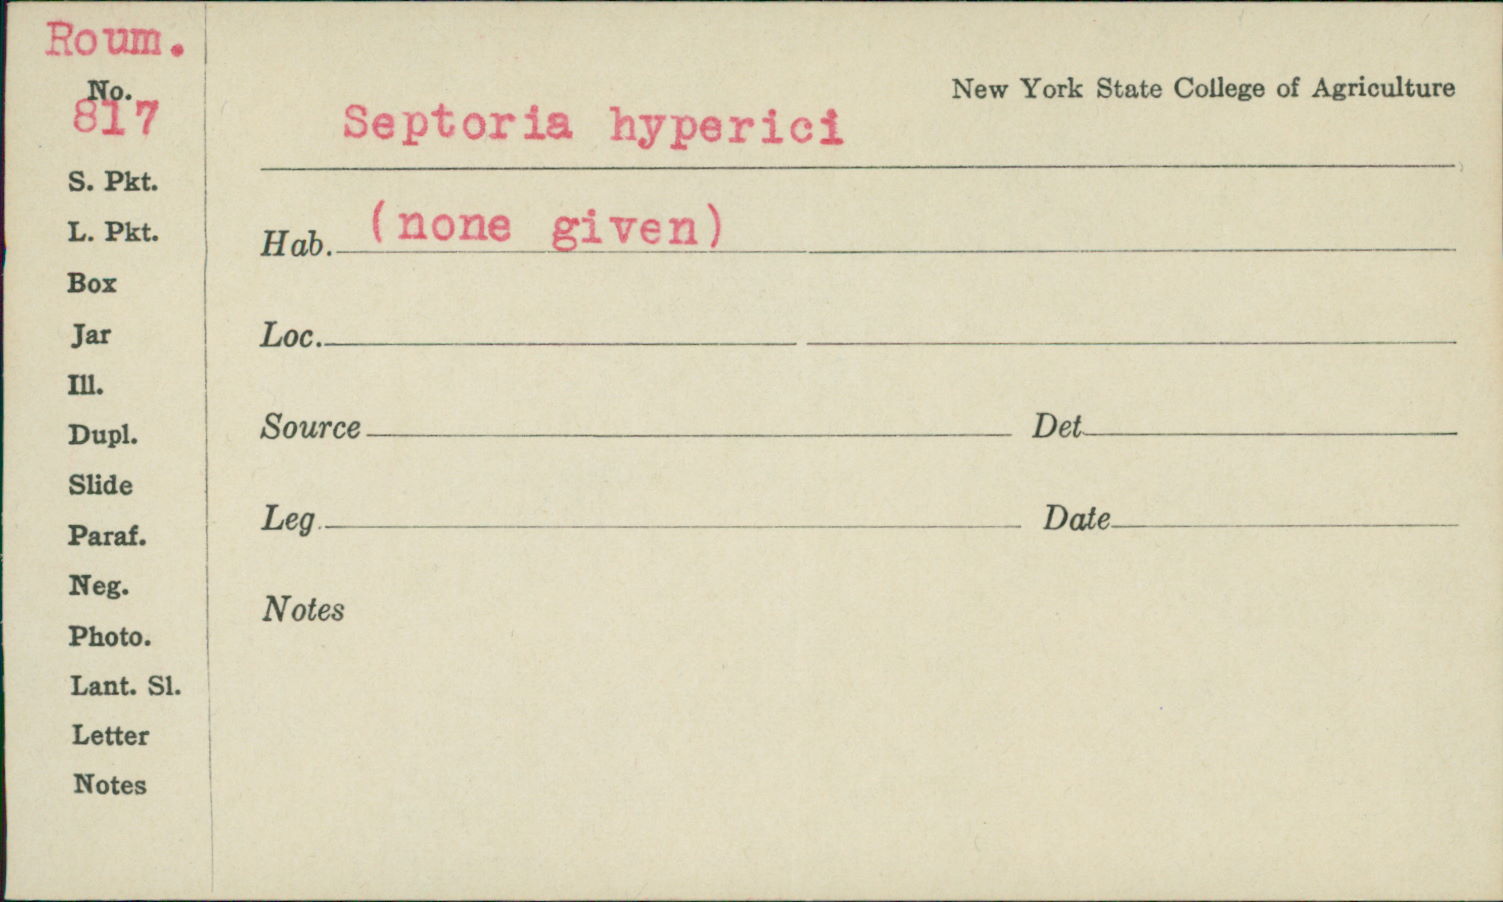 Roum.
No.
817
S. Pkt.
L. Pkt.
Box
Jar
Ill.
Dupl.
Slide
Paraf.
Neg.
Photo.
Lant. Sl.
Letter
Notes
New York State College of Agriculture
Septoria hyperici
Hab. (none given)
Loc.
Source Det
Leg. Date
Notes